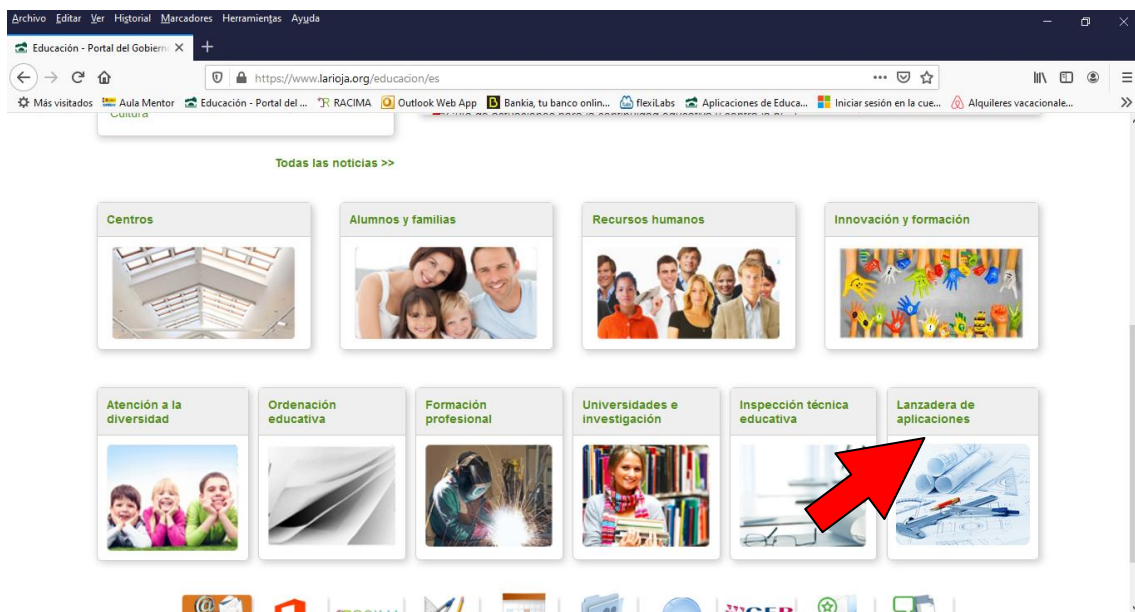 Archivo Editar Ver Historial Marcadores Herramientas Ayuda
Educación - Portal del Gobierno
https://www.larioja.org/educacion/es
Más visitados Aula Mentor Educación - Portal del ... RACIMA Outlook Web App Bankia, tu banco onlin... flexiLabs Aplicaciones de Educa... Iniciar sesión en la cue... Alquileres vacacionale...
Cultura
Todas las noticias >>
Centros
Alumnos y familias
Recursos humanos
Innovación y formación
Atención a la
diversidad
Ordenación
educativa
Formación
profesional
Universidades e
investigación
Inspección técnica
educativa
Lanzadera de
aplicaciones